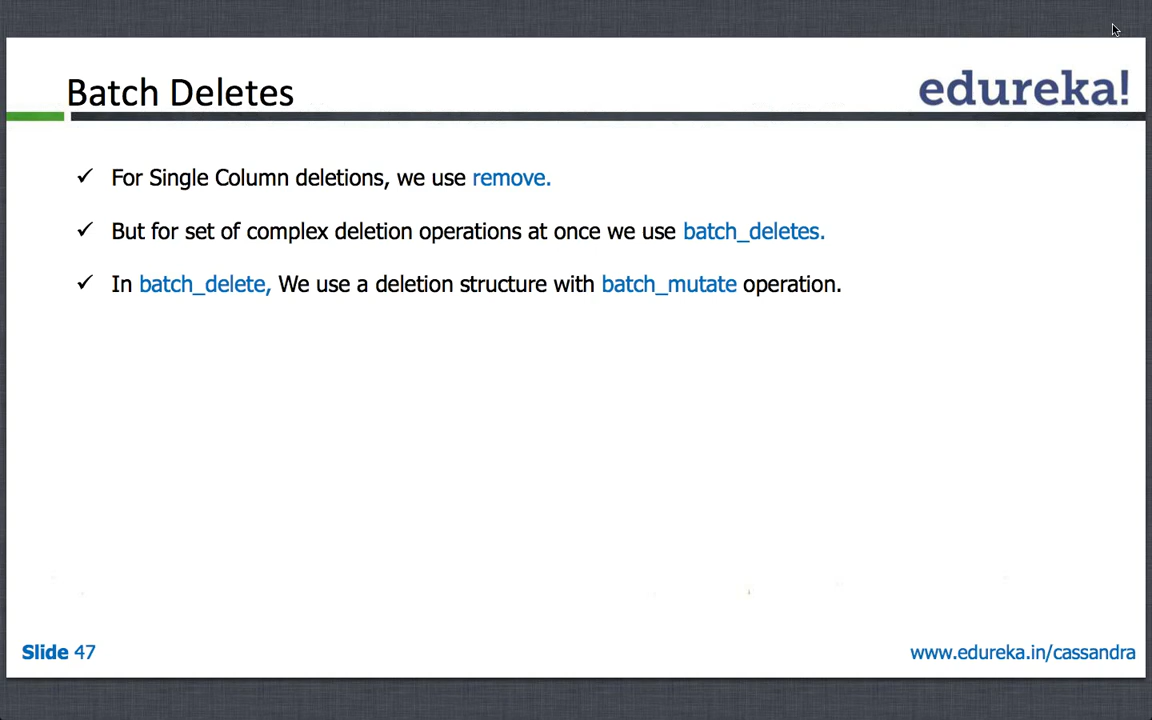 Batch Deletes
edureka!
✓ For Single Column deletions, we use remove.
✓ But for set of complex deletion operations at once we use batch_deletes.
✓ In batch_delete, We use a deletion structure with batch_mutate operation.
Slide 47
www.edureka.in/cassandra